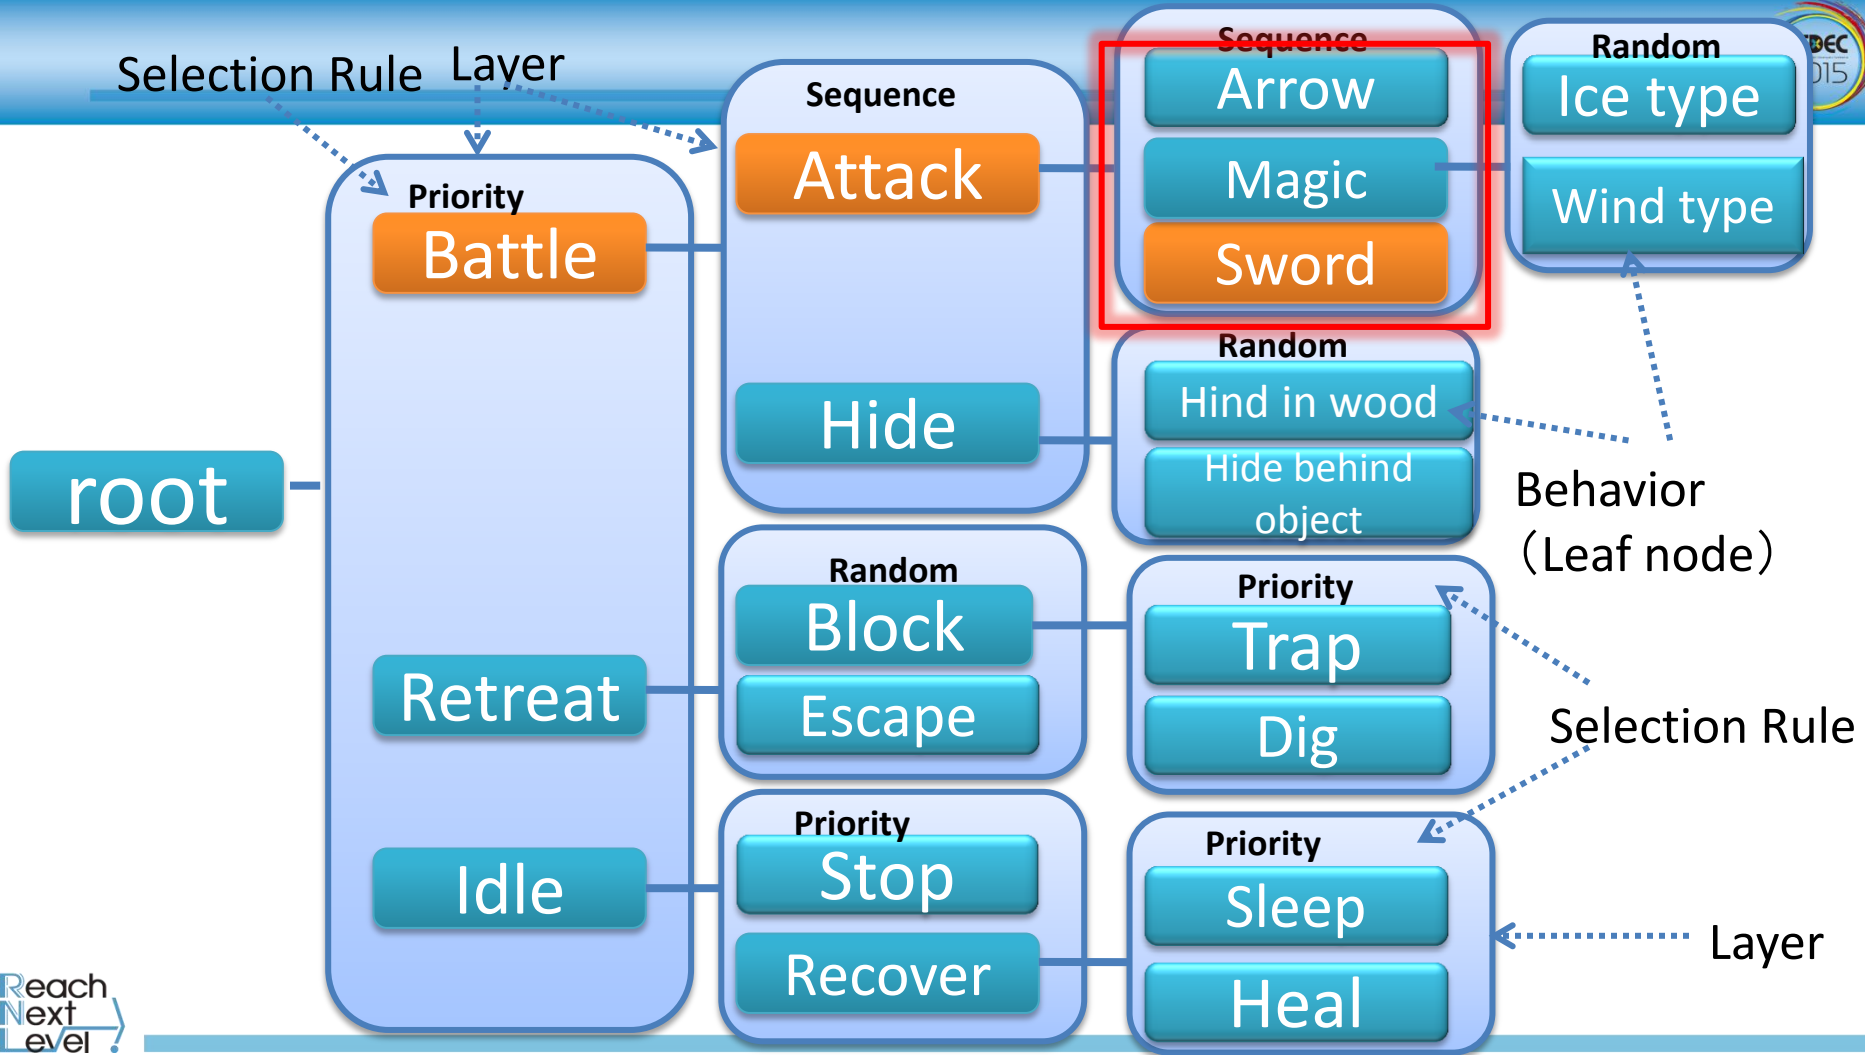 Selection Rule
Layer
Priority
Battle
Retreat
Idle
root
Sequence
Attack
Hide
Sequence
Arrow
Magic
Sword
Random
Ice type
Wind type
Random
Hind in wood
Hide behind
object
Behavior
（Leaf node）
Random
Block
Escape
Priority
Trap
Dig
Selection Rule
Priority
Stop
Recover
Priority
Sleep
Heal
Layer
Reach
Next
Level
DEC
2015